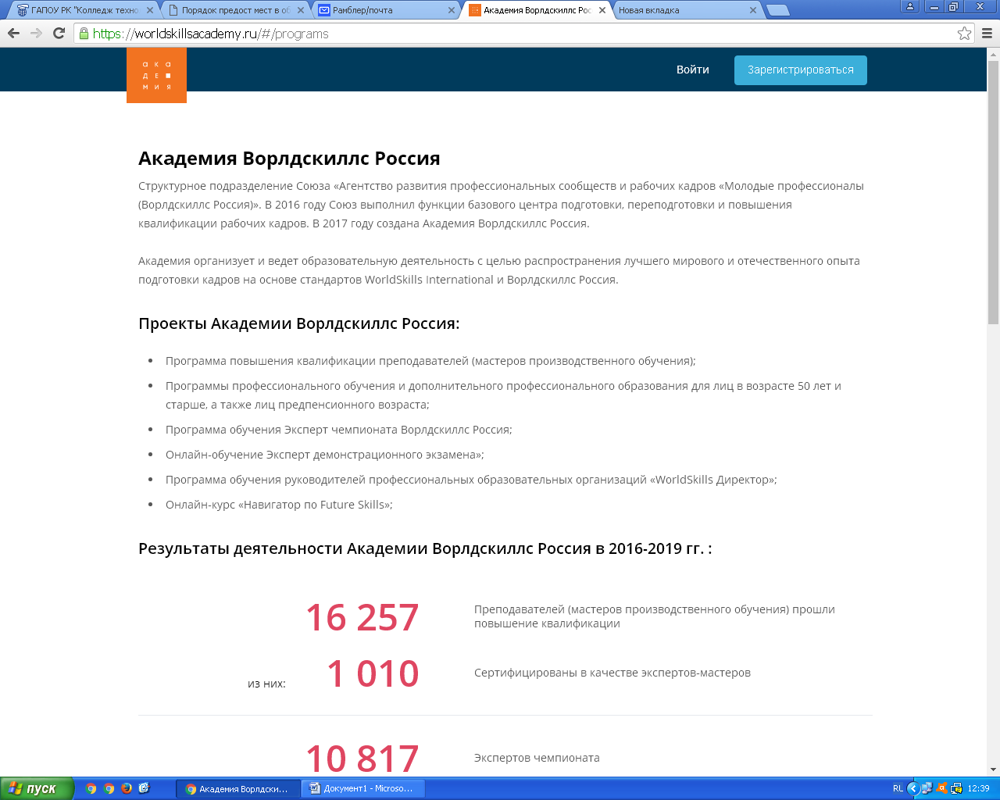 ГАПОУ РК "Колледж техно
Порядок предост мест в об
Рамблер/почта
Академия Ворлдскиллс Рос
Новая вкладка
https://worldskillsacademy.ru/#/programs
а к а
д е
м и я
Войти
Зарегистрироваться
Академия Ворлдскиллс Россия
Структурное подразделение Союза «Агентство развития профессиональных сообществ и рабочих кадров «Молодые профессионалы
(Ворлдскиллс Россия)». В 2016 году Союз выполнил функции базового центра подготовки, переподготовки и повышения
квалификации рабочих кадров. В 2017 году создана Академия Ворлдскиллс Россия.
Академия организует и ведет образовательную деятельность с целью распространения лучшего мирового и отечественного опыта
подготовки кадров на основе стандартов WorldSkills International и Ворлдскиллс Россия.
Проекты Академии Ворлдскиллс Россия:
• Программа повышения квалификации преподавателей (мастеров производственного обучения);
• Программы профессионального обучения и дополнительного профессионального образования для лиц в возрасте 50 лет и
старше, а также лиц предпенсионного возраста;
• Программа обучения Эксперт чемпионата Ворлдскиллс Россия;
• Онлайн-обучение Эксперт демонстрационного экзамена»;
• Программа обучения руководителей профессиональных образовательных организаций «WorldSkills Директор»;
• Онлайн-курс «Навигатор по Future Skills»;
Результаты деятельности Академии Ворлдскиллс Россия в 2016-2019 гг. :
16 257
Преподавателей (мастеров производственного обучения) прошли
повышение квалификации
из них:
1 010
Сертифицированы в качестве экспертов-мастеров
10 817
Экспертов чемпионата
пуск
Академия Ворлдски...
Документ1 - Microso...
RL
12:39